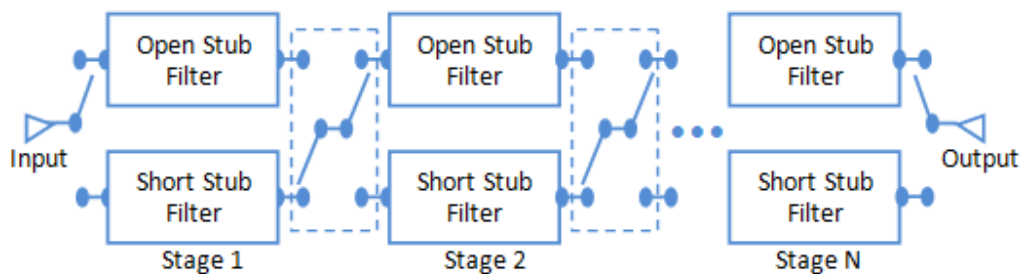 Open Stub
Filter
Open Stub
Filter
Open Stub
Filter
Input
Output
Short Stub
Filter
Short Stub
Filter
Short Stub
Filter
Stage 1
Stage 2
Stage N